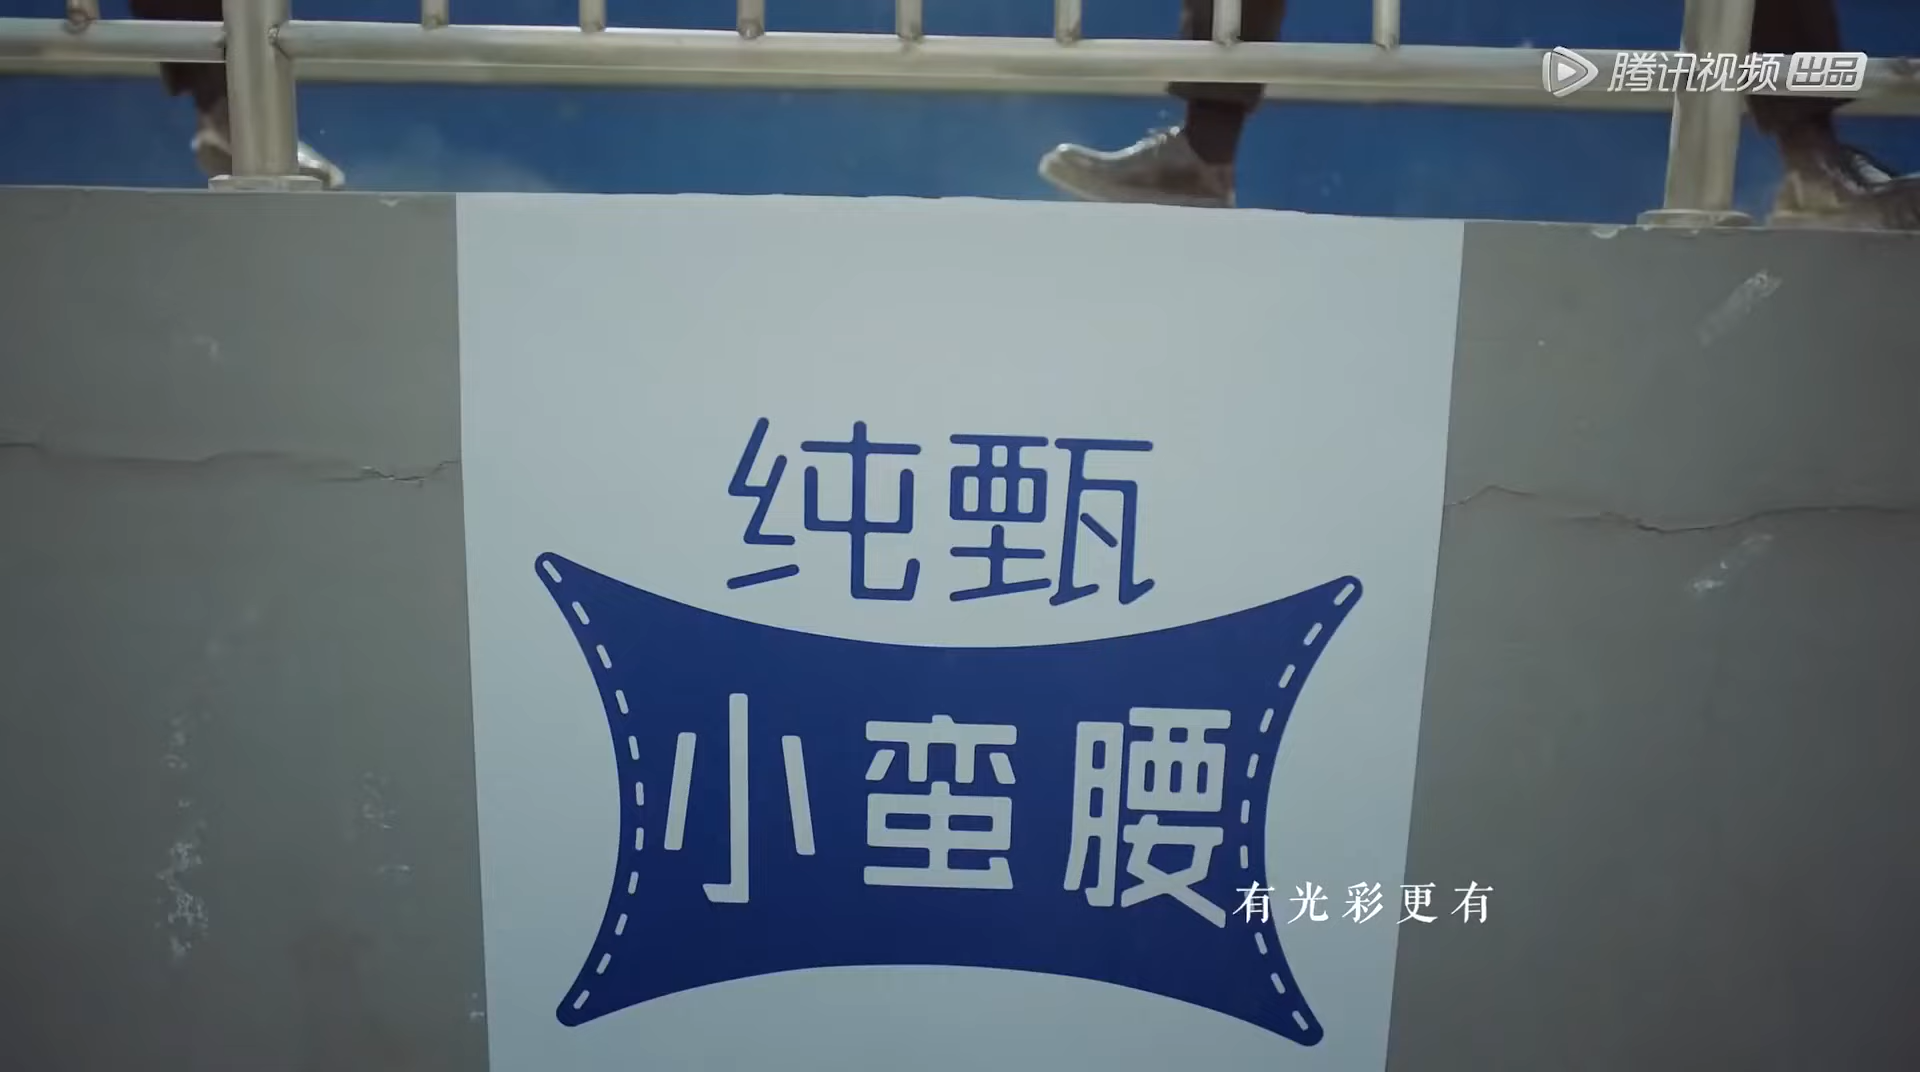 腾讯视频 出品
纯甄
小蛮腰
有光彩更有